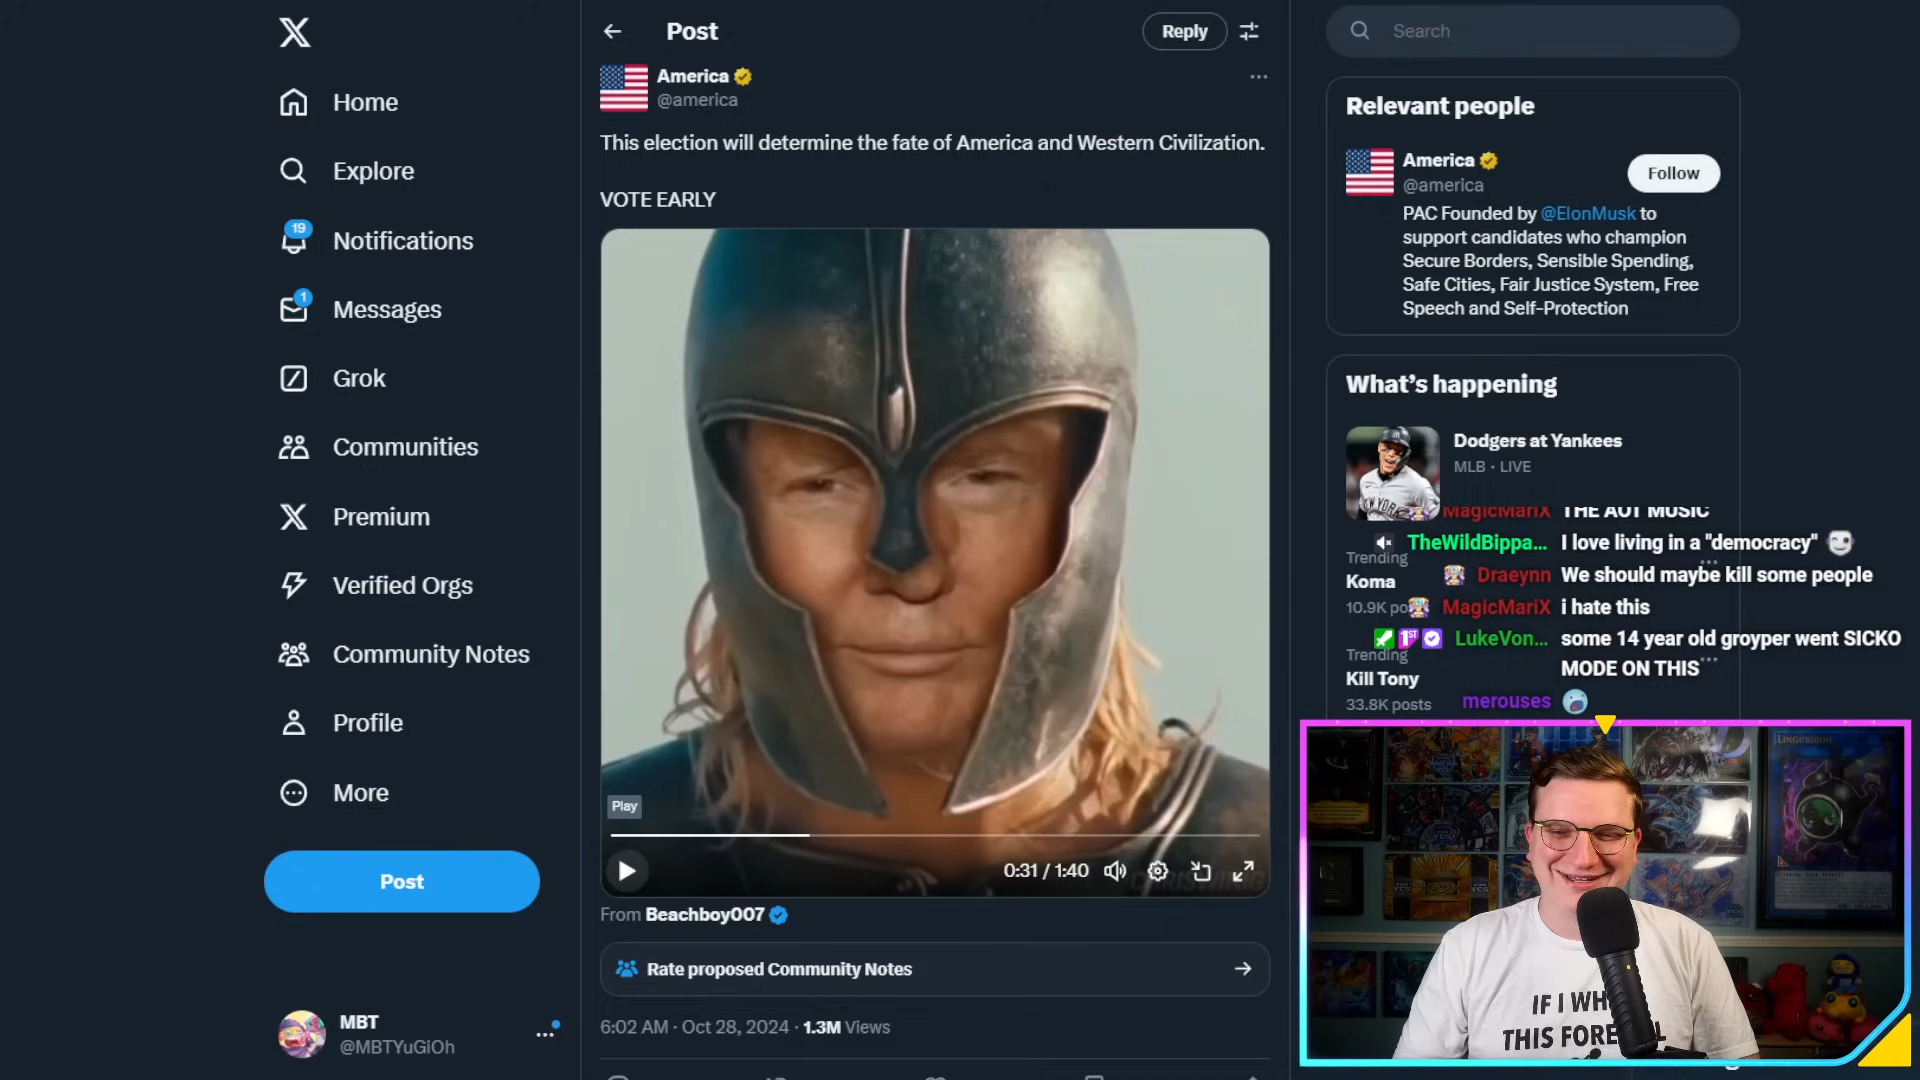 Home
Explore
19
Notifications
1
Messages
Grok
Communities
Premium
Verified Orgs
Community Notes
Profile
More
Post
MBT
@MBTYuGiOh
Post
Reply
America
@america
This election will determine the fate of America and Western Civilization.
VOTE EARLY
Play
0:31 / 1:40
From Beachboy007
Rate proposed Community Notes
6:02 AM · Oct 28, 2024 · 1.3M Views
Search
Relevant people
America
@america
Follow
PAC Founded by @ElonMusk to
support candidates who champion
Secure Borders, Sensible Spending,
Safe Cities, Fair Justice System, Free
Speech and Self-Protection
What's happening
Dodgers at Yankees
MLB · LIVE
MagicMariX THE AOT MUSIC
TheWildBippa... I love living in a "democracy"
Trending
Koma
10.9K po
Draeynn We should maybe kill some people
MagicMariX i hate this
LukeVon... some 14 year old groyper went SICKO
MODE ON THIS
Trending
Kill Tony
33.8K posts
merouses
LINGURIBOH
IF I WH
THIS FORE L